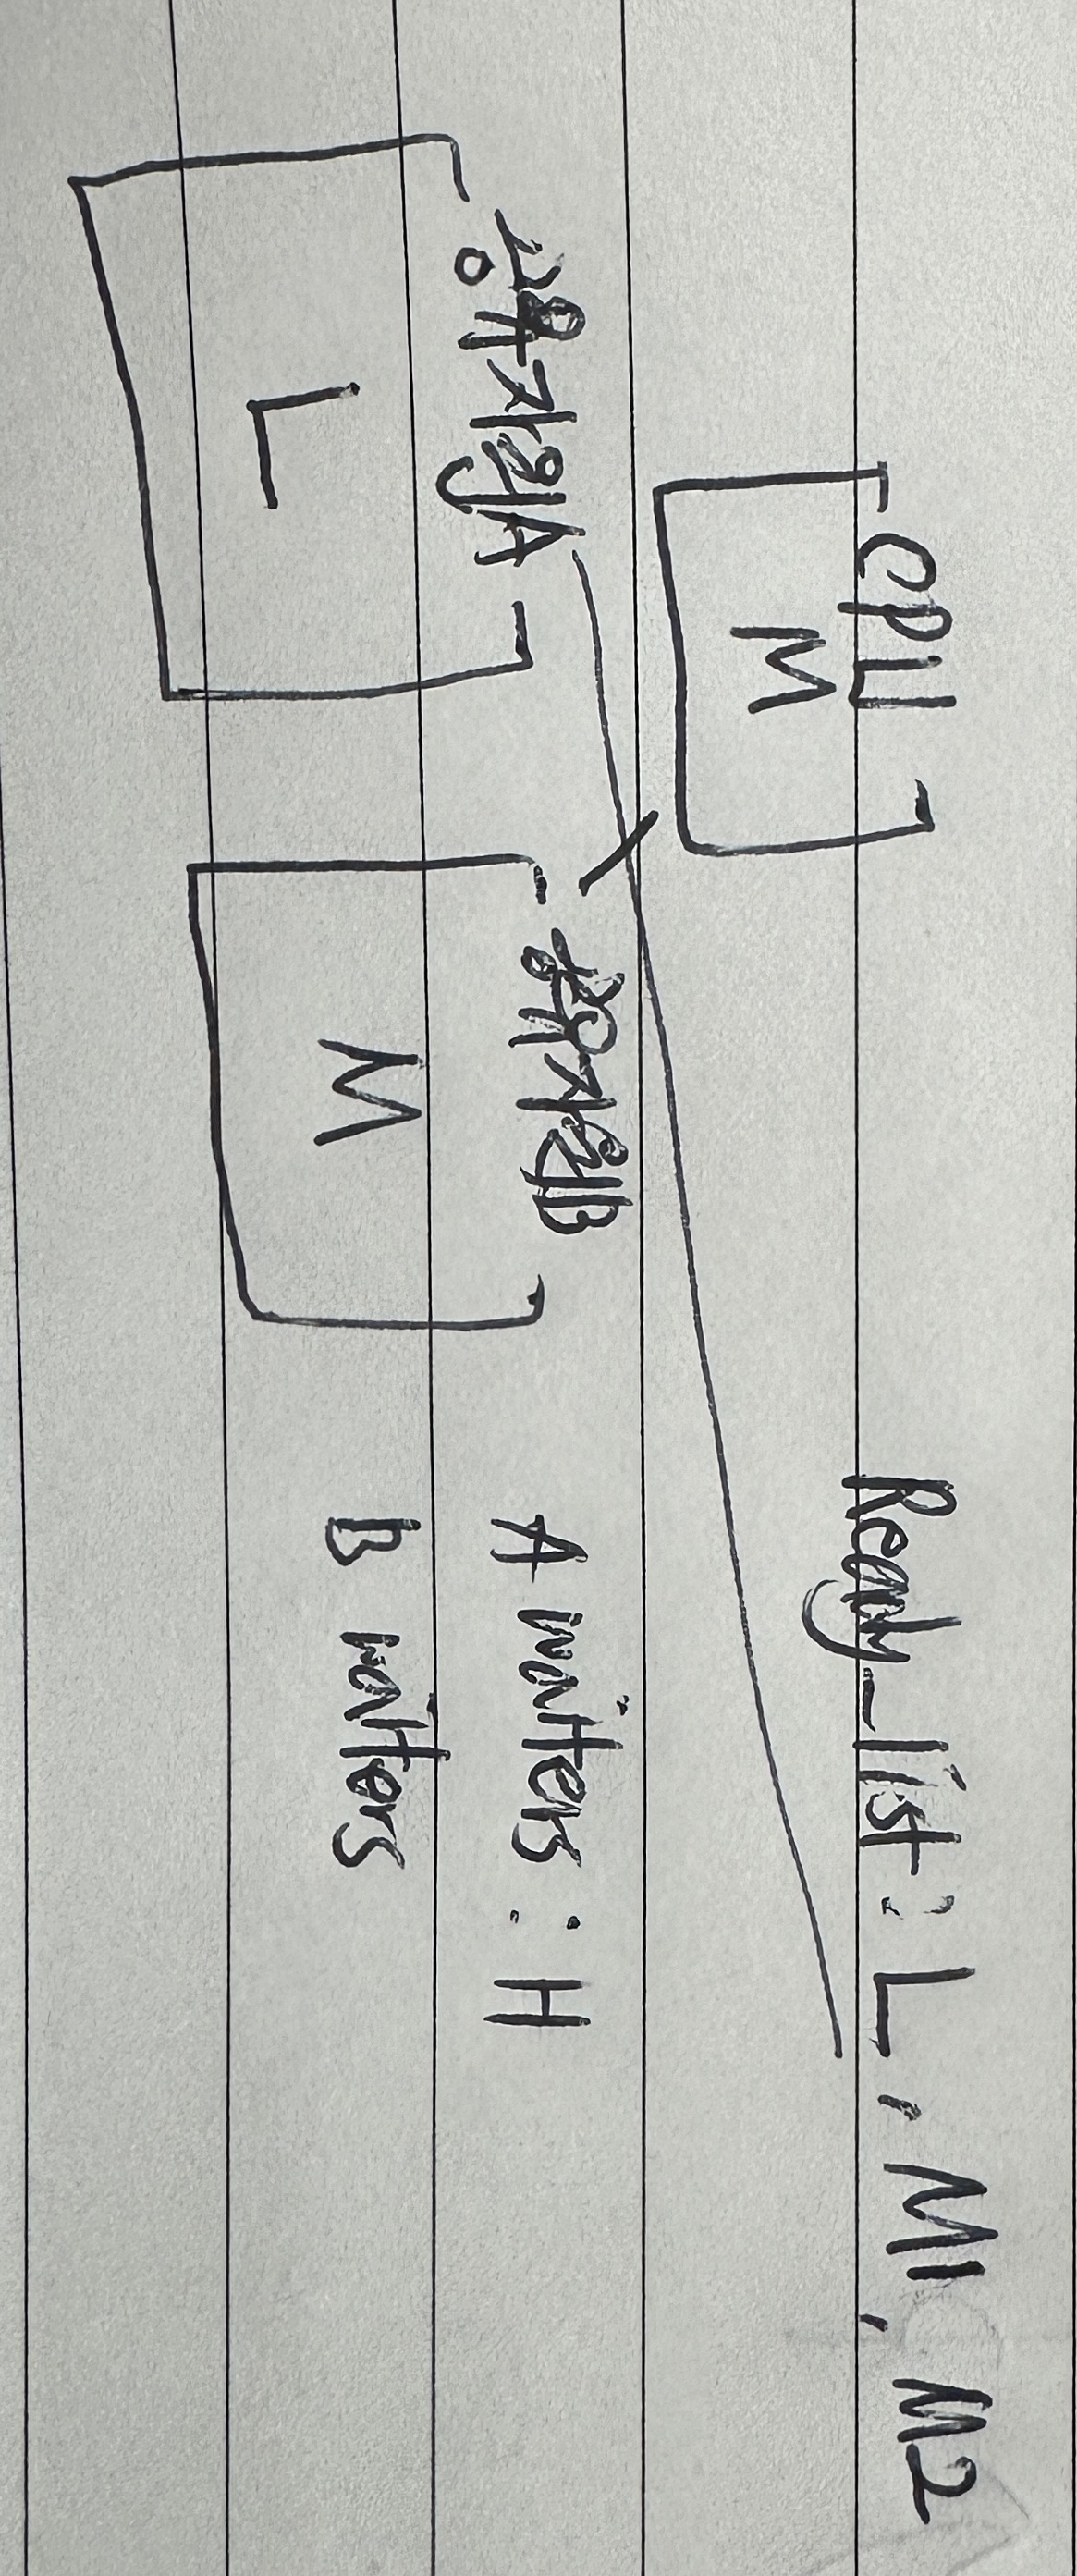 CPU
M
Ready_list : L , M1 , M2
공유자원A
L
공유자원B
M
A waiters : H
B waiters